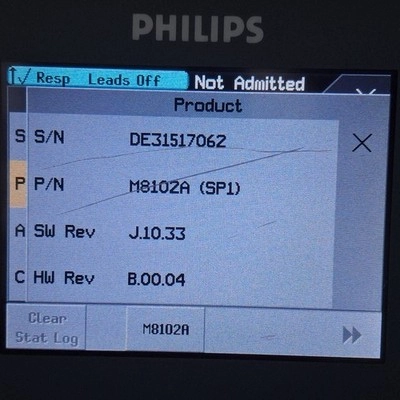 PHILIPS
Resp Leads Off Not Admitted
Product
S S/N DE31517062
P P/N M8102A (SP1)
A SW Rev J.10.33
C HW Rev B.00.04
Clear M8102A
Stat Log